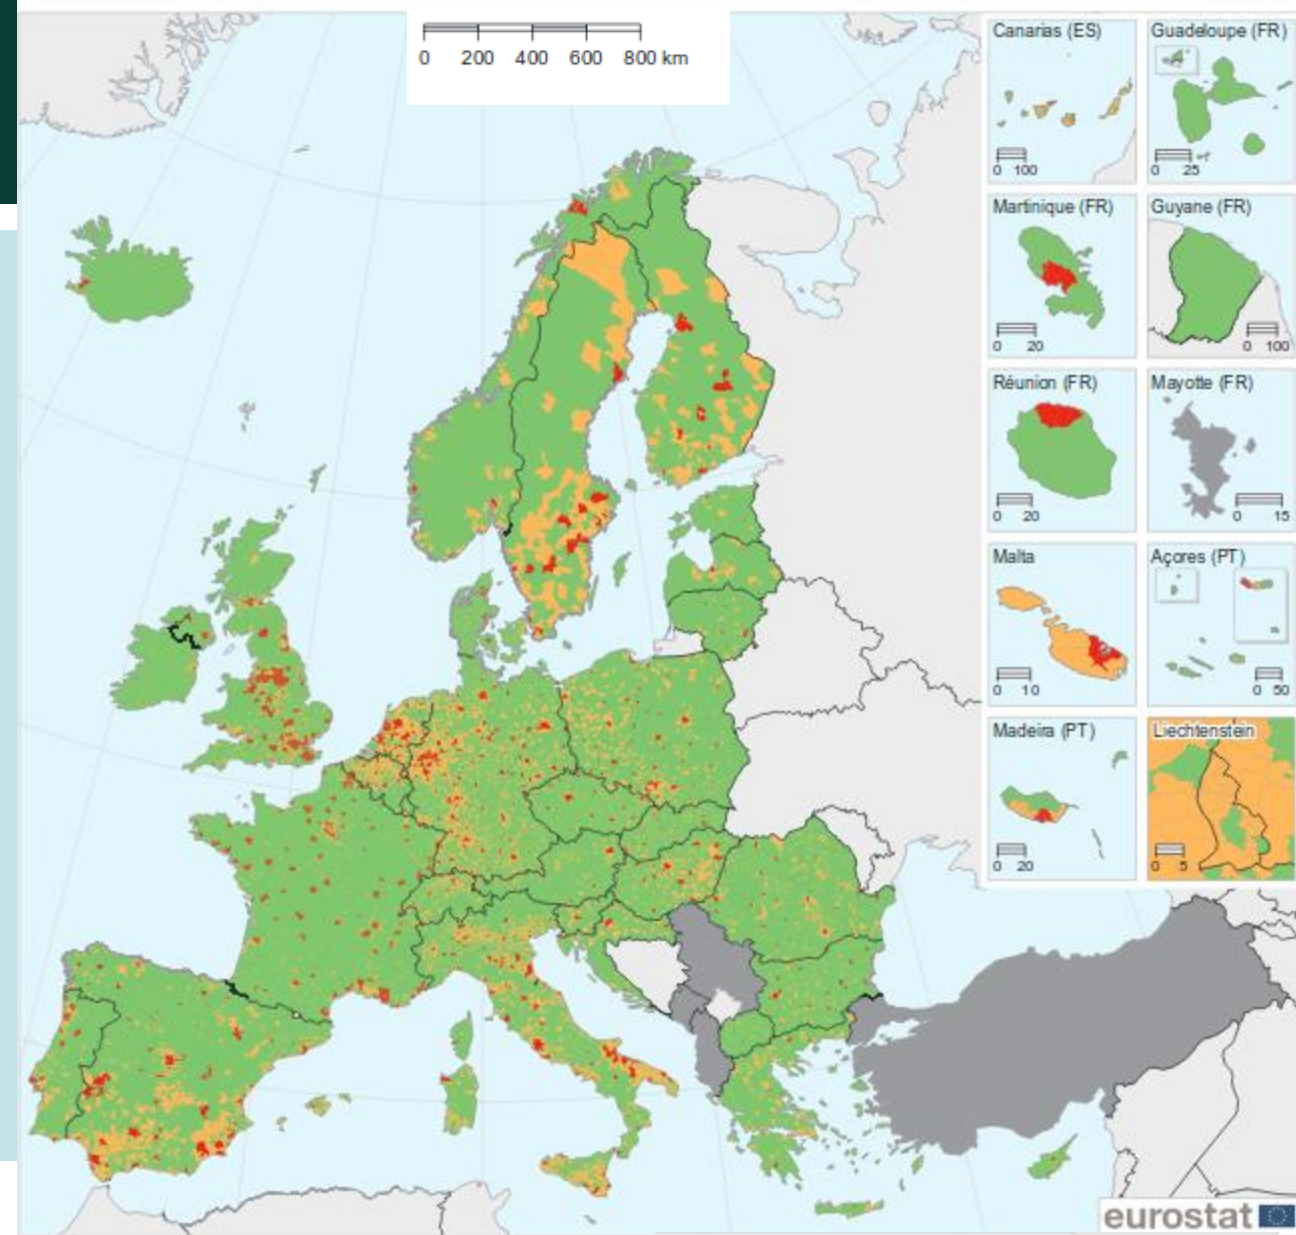 0 200 400 600 800 km
Canarias (ES)
0 100
Guadeloupe (FR)
0 25
Martinique (FR)
0 20
Guyane (FR)
0 100
Réunion (FR)
0 20
Mayotte (FR)
0 15
Malta
0 10
Açores (PT)
0 50
Madeira (PT)
0 20
Liechtenstein
0 5
eurostat